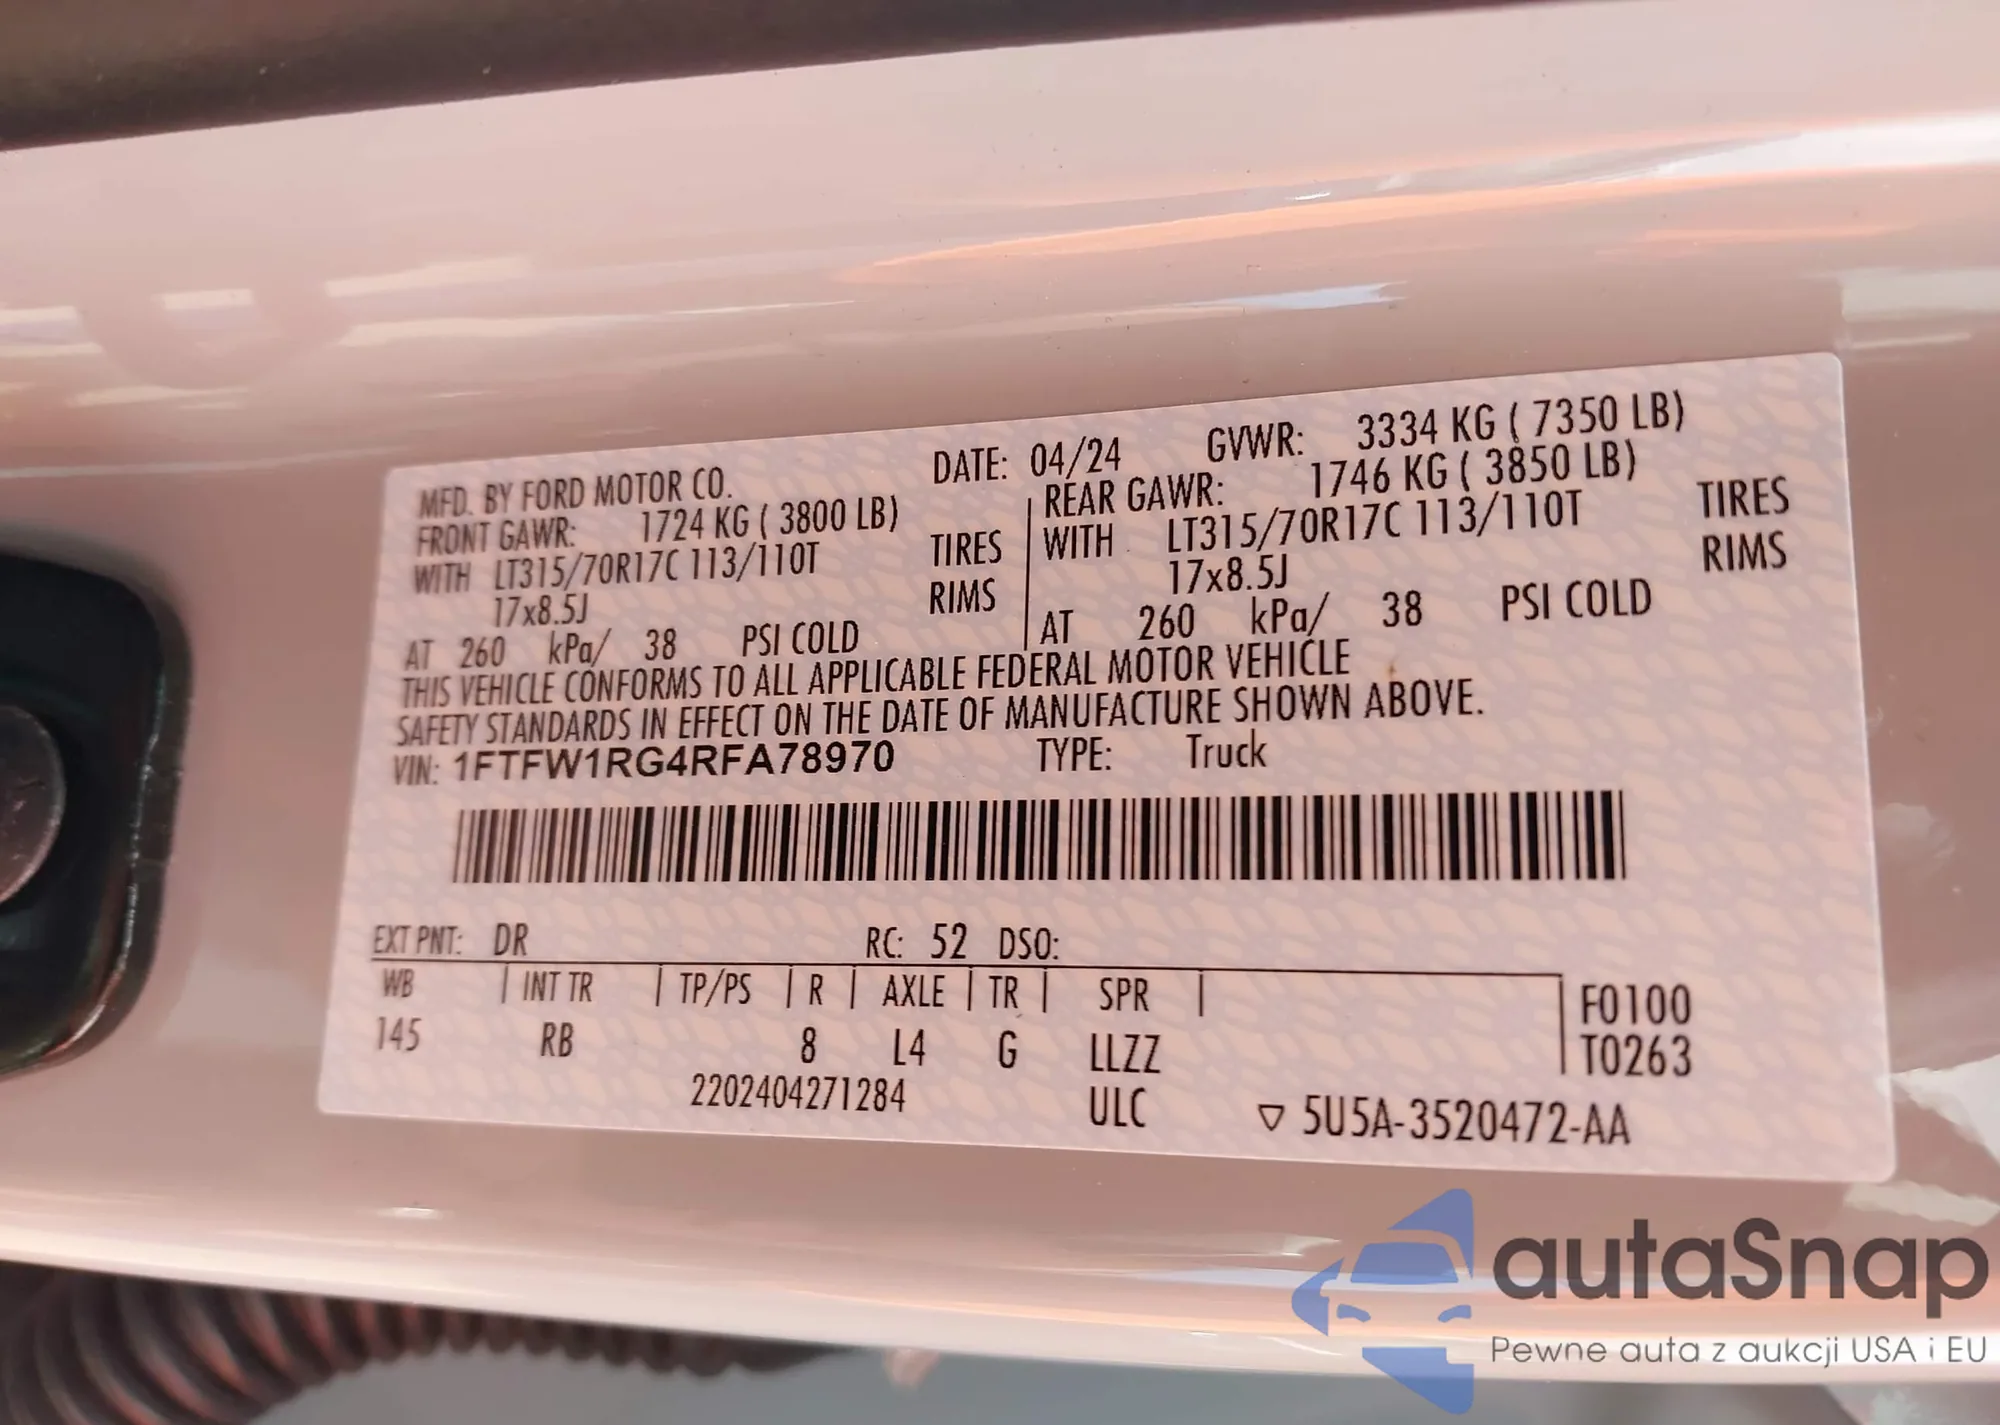 MFD. BY FORD MOTOR CO. DATE: 04/24 GVWR: 3334 KG ( 7350 LB)
FRONT GAWR: 1724 KG ( 3800 LB)
WITH LT315/70R17C 113/110T TIRES
17x8.5J RIMS
AT 260 kPa/ 38 PSI COLD
REAR GAWR: 1746 KG ( 3850 LB)
WITH LT315/70R17C 113/110T TIRES
17x8.5J RIMS
AT 260 kPa/ 38 PSI COLD
THIS VEHICLE CONFORMS TO ALL APPLICABLE FEDERAL MOTOR VEHICLE
SAFETY STANDARDS IN EFFECT ON THE DATE OF MANUFACTURE SHOWN ABOVE.
VIN: 1FTFW1RG4RFA78970 TYPE: Truck
EXT PNT: DR RC: 52 DSO:
WB | INT TR | TP/PS | R | AXLE | TR | SPR | F0100
145 RB 8 L4 G LLZZ T0263
2202404271284 ULC ▽ 5U5A-3520472-AA
autaSnap
Pewne auta z aukcji USA i EU